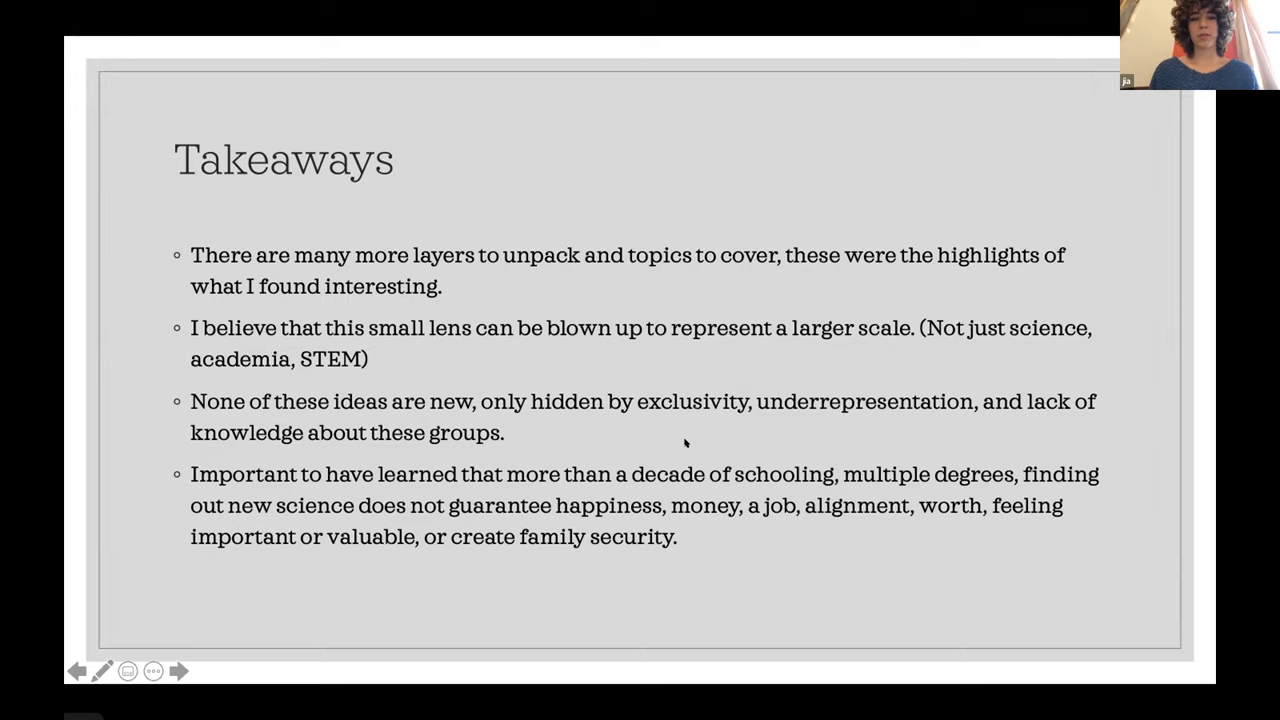 jia
Takeaways
◦ There are many more layers to unpack and topics to cover, these were the highlights of
what I found interesting.
◦ I believe that this small lens can be blown up to represent a larger scale. (Not just science,
academia, STEM)
◦ None of these ideas are new, only hidden by exclusivity, underrepresentation, and lack of
knowledge about these groups.
◦ Important to have learned that more than a decade of schooling, multiple degrees, finding
out new science does not guarantee happiness, money, a job, alignment, worth, feeling
important or valuable, or create family security.